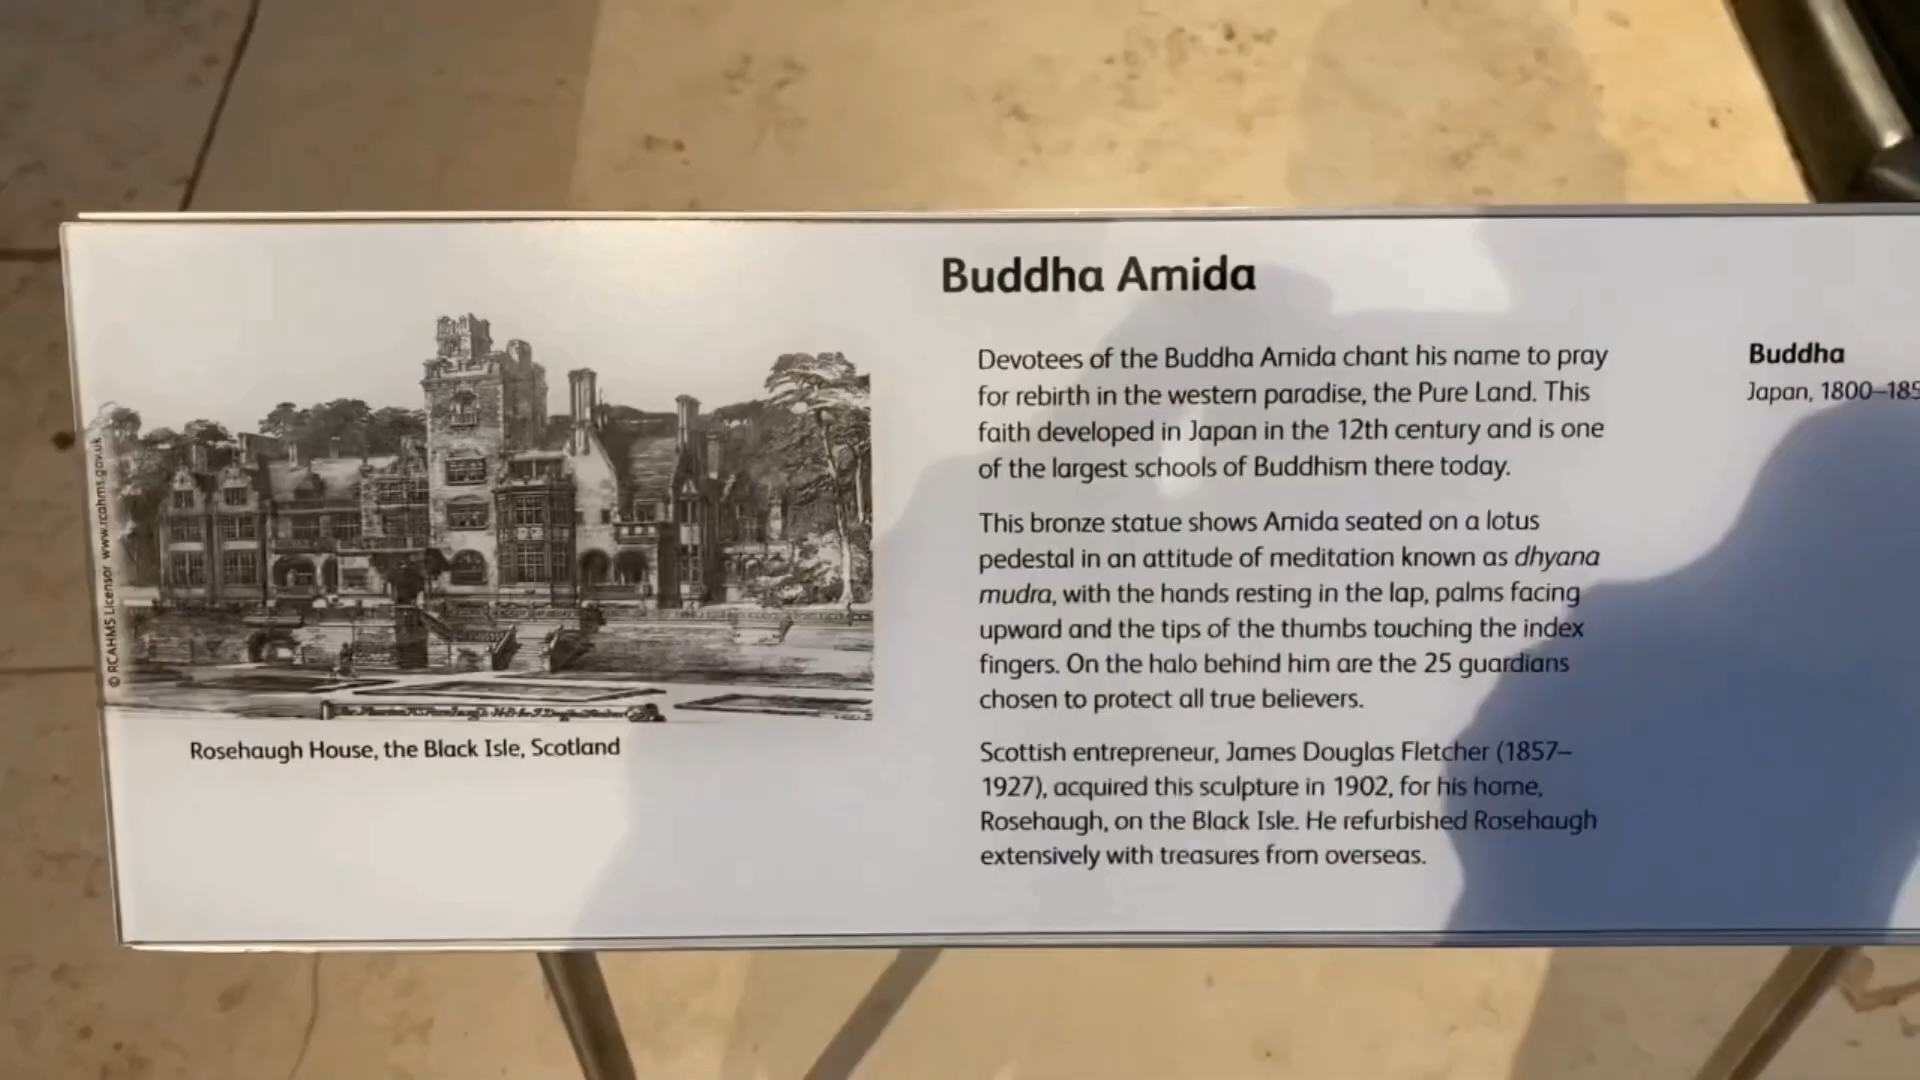 Buddha Amida
Devotees of the Buddha Amida chant his name to pray
for rebirth in the western paradise, the Pure Land. This
faith developed in Japan in the 12th century and is one
of the largest schools of Buddhism there today.
This bronze statue shows Amida seated on a lotus
pedestal in an attitude of meditation known as dhyana
mudra, with the hands resting in the lap, palms facing
upward and the tips of the thumbs touching the index
fingers. On the halo behind him are the 25 guardians
chosen to protect all true believers.
Scottish entrepreneur, James Douglas Fletcher (1857–
1927), acquired this sculpture in 1902, for his home,
Rosehaugh, on the Black Isle. He refurbished Rosehaugh
extensively with treasures from overseas.
Buddha
Japan, 1800–185
© RCAHMS Licensor www.rcahms.gov.uk
Rosehaugh House, the Black Isle, Scotland